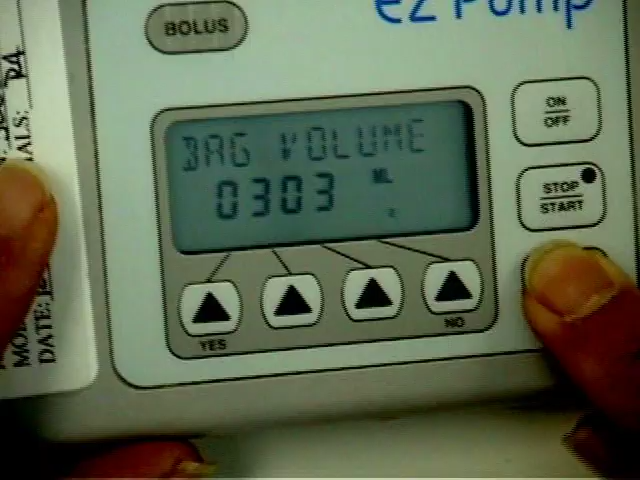 BOLUS
EZ Pump
BAG VOLUME
0303 ML
YES
NO
ON
OFF
STOP
START
DATE: